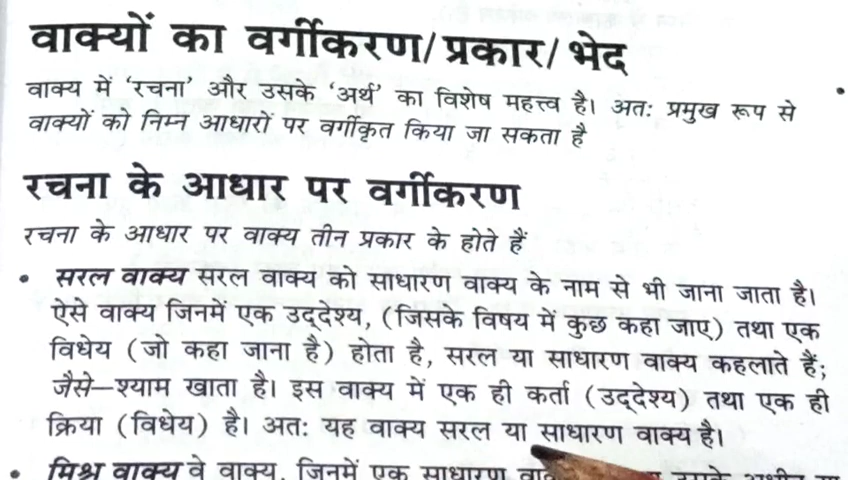 वाक्यों का वर्गीकरण/प्रकार/भेद
वाक्य में 'रचना' और उसके 'अर्थ' का विशेष महत्त्व है। अतः प्रमुख रूप से
वाक्यों को निम्न आधारों पर वर्गीकृत किया जा सकता है
रचना के आधार पर वर्गीकरण
रचना के आधार पर वाक्य तीन प्रकार के होते हैं
• सरल वाक्य सरल वाक्य को साधारण वाक्य के नाम से भी जाना जाता है।
ऐसे वाक्य जिनमें एक उद्देश्य, (जिसके विषय में कुछ कहा जाए) तथा एक
विधेय (जो कहा जाना है) होता है, सरल या साधारण वाक्य कहलाते हैं;
जैसे—श्याम खाता है। इस वाक्य में एक ही कर्ता (उद्देश्य) तथा एक ही
क्रिया (विधेय) है। अतः यह वाक्य सरल या साधारण वाक्य है।
• मिश्र वाक्य वे वाक्य, जिनमें एक साधारण